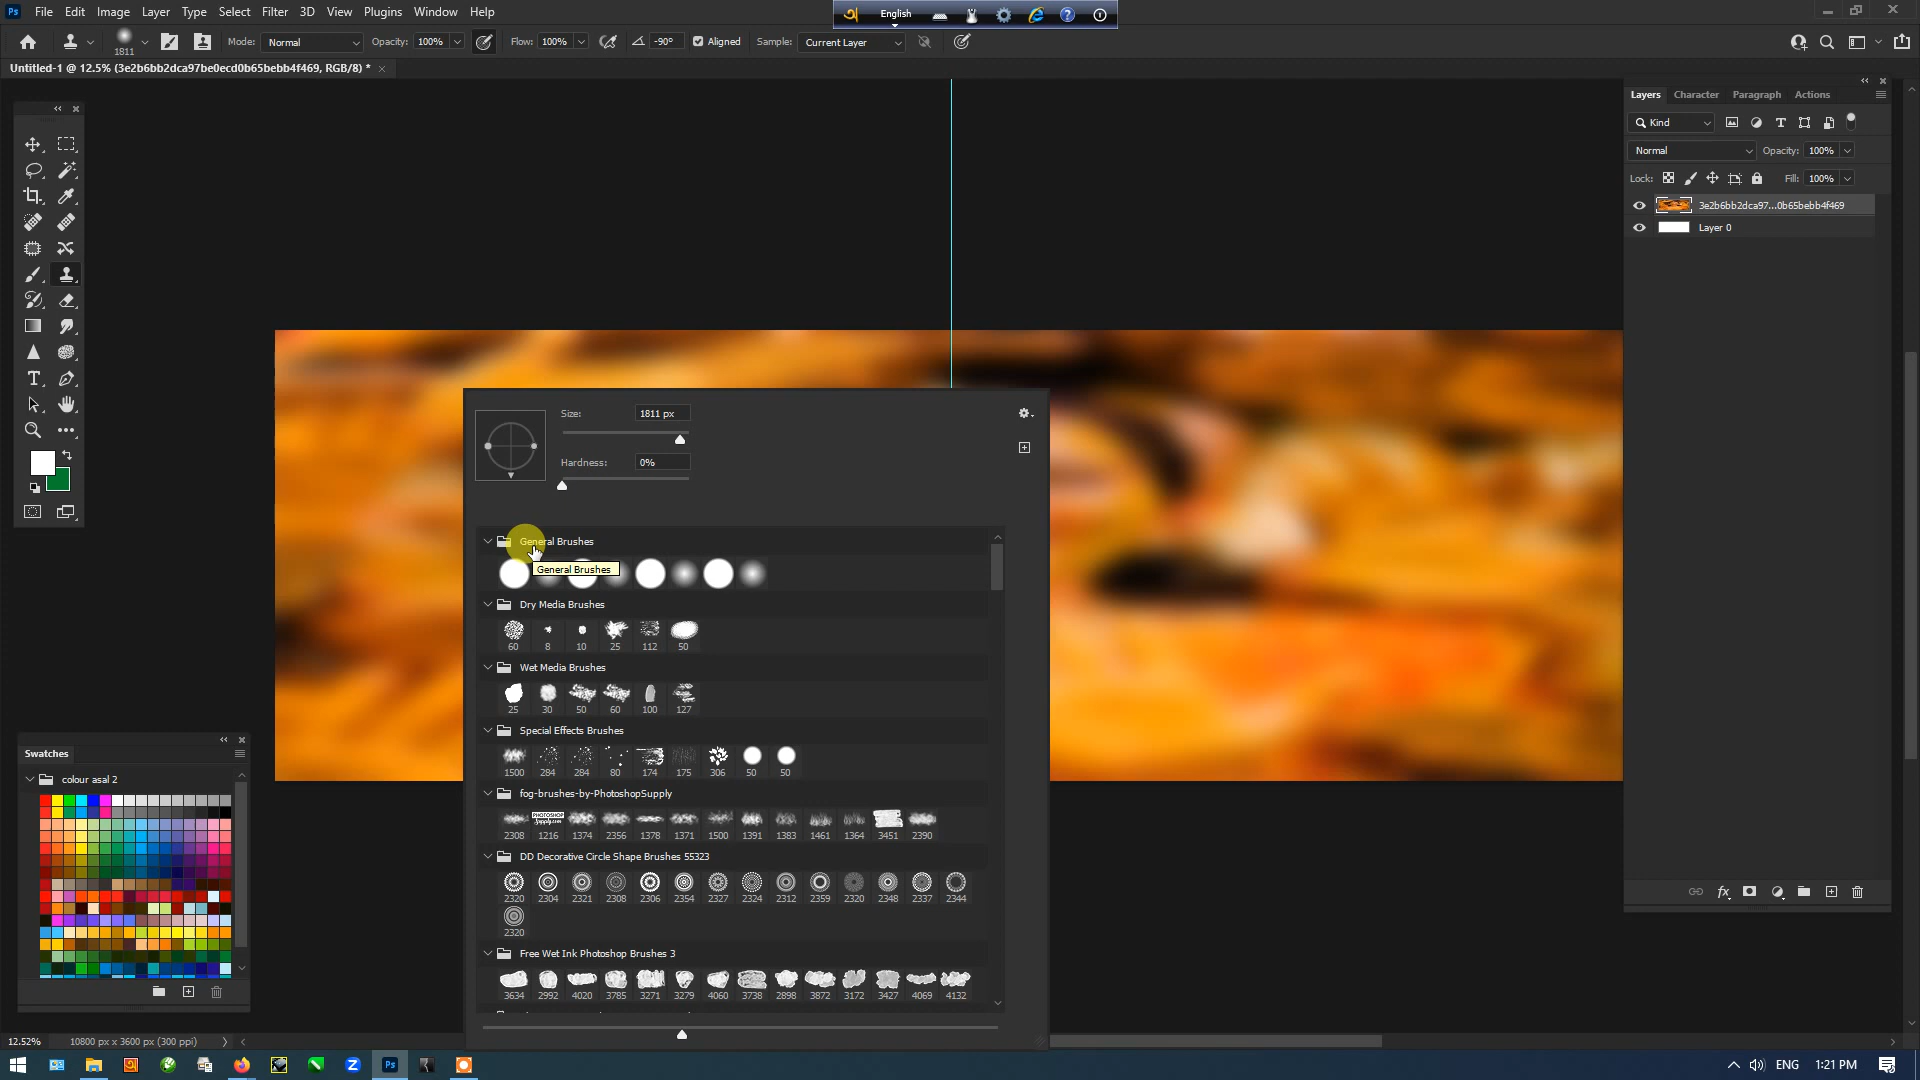 Ps File Edit Image Layer Type Select Filter 3D View Plugins Window Help
অ English
1811 Mode: Normal Opacity: 100% Flow: 100% -90° Aligned Sample: Current Layer
Untitled-1 @ 12.5% (3e2b6bb2dca97be0ecd0b65bebb4f469, RGB/8) *
Layers Character Paragraph Actions
Kind
Normal Opacity: 100%
Lock: Fill: 100%
3e2b6bb2dca97...0b65bebb4f469
Layer 0
Size: 1811 px
Hardness: 0%
General Brushes
General Brushes
Dry Media Brushes
60 8 10 25 112 50
Wet Media Brushes
25 30 50 60 100 127
Special Effects Brushes
1500 284 284 80 174 175 306 50 50
fog-brushes-by-PhotoshopSupply
PHOTOSHOP
Supply.com
2308 1216 1374 2356 1378 1371 1500 1391 1383 1461 1364 3451 2390
DD Decorative Circle Shape Brushes 55323
2320 2304 2321 2308 2306 2354 2327 2324 2312 2359 2320 2348 2337 2344
2320
Free Wet Ink Photoshop Brushes 3
3634 2992 4020 3785 3271 3279 4060 3738 2898 3872 3172 3427 4069 4132
Swatches
colour asal 2
12.52% 10800 px x 3600 px (300 ppi)
Ps ENG 1:21 PM